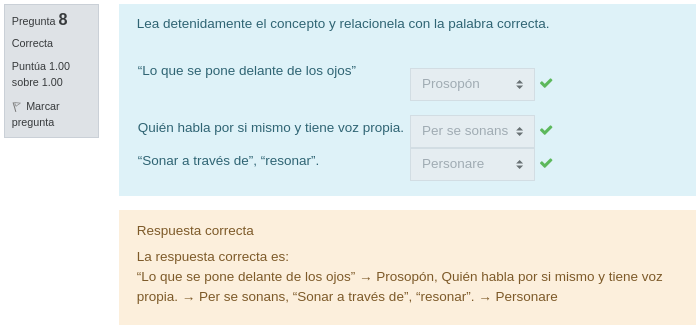 Pregunta 8
Correcta
Puntúa 1.00
sobre 1.00
Marcar
pregunta
Lea detenidamente el concepto y relacionela con la palabra correcta.
“Lo que se pone delante de los ojos”
Prosopón
Quién habla por si mismo y tiene voz propia.
Per se sonans
“Sonar a través de”, “resonar”.
Personare
Respuesta correcta
La respuesta correcta es:
“Lo que se pone delante de los ojos” → Prosopón, Quién habla por si mismo y tiene voz
propia. → Per se sonans, “Sonar a través de”, “resonar”. → Personare